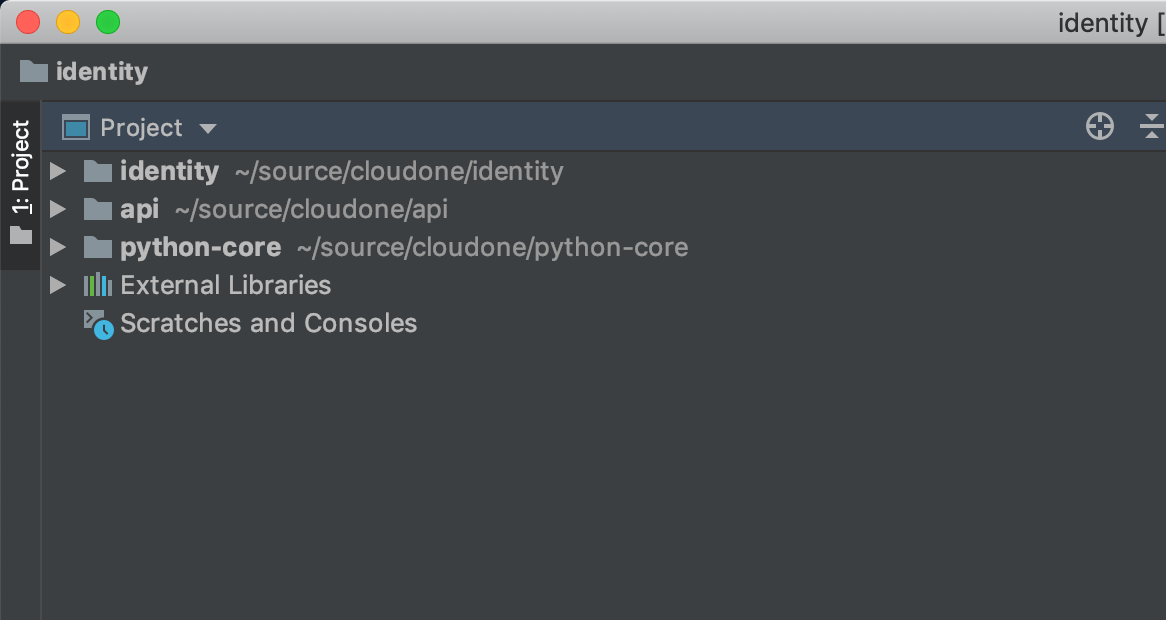 identity [
identity
Project
1: Project
identity ~/source/cloudone/identity
api ~/source/cloudone/api
python-core ~/source/cloudone/python-core
External Libraries
Scratches and Consoles